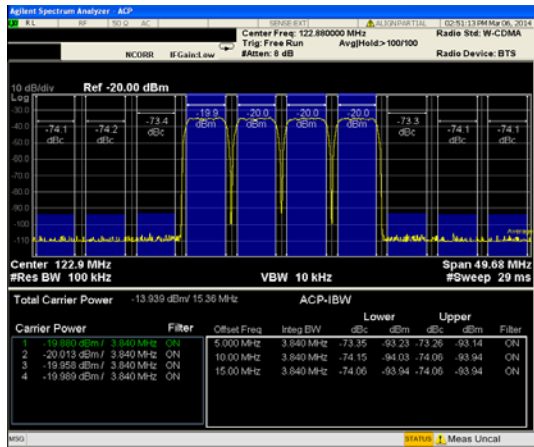 Agilent Spectrum Analyzer - ACP
RL RF 50 Ω AC SENSE:EXT ALIGN PARTIAL 02:51:13 PM Mar 06, 2014
Center Freq: 122.880000 MHz Radio Std: W-CDMA
Trig: Free Run Avg|Hold:>100/100
NCORR IFGain:Low #Atten: 8 dB Radio Device: BTS
10 dB/div Ref -20.00 dBm
Log
-30.0
-40.0
-50.0
-60.0
-70.0
-80.0
-90.0
-100
-110
-74.1 dBc
-74.2 dBc
-73.4 dBc
-19.9 dBm
-20.0 dBm
-20.0 dBm
-20.0 dBm
-73.3 dBc
-74.1 dBc
-74.1 dBc
Average
Center 122.9 MHz Span 49.68 MHz
#Res BW 100 kHz VBW 10 kHz #Sweep 29 ms
Total Carrier Power -13.939 dBm/ 15.36 MHz ACP-IBW
Lower Upper
Carrier Power Filter Offset Freq Integ BW dBc dBm dBc dBm Filter
1 -19.880 dBm / 3.840 MHz ON 5.000 MHz 3.840 MHz -73.35 -93.23 -73.26 -93.14 ON
2 -20.013 dBm / 3.840 MHz ON 10.00 MHz 3.840 MHz -74.15 -94.03 -74.06 -93.94 ON
3 -19.958 dBm / 3.840 MHz ON 15.00 MHz 3.840 MHz -74.06 -93.94 -74.06 -93.94 ON
4 -19.989 dBm / 3.840 MHz ON
MSG STATUS Meas Uncal